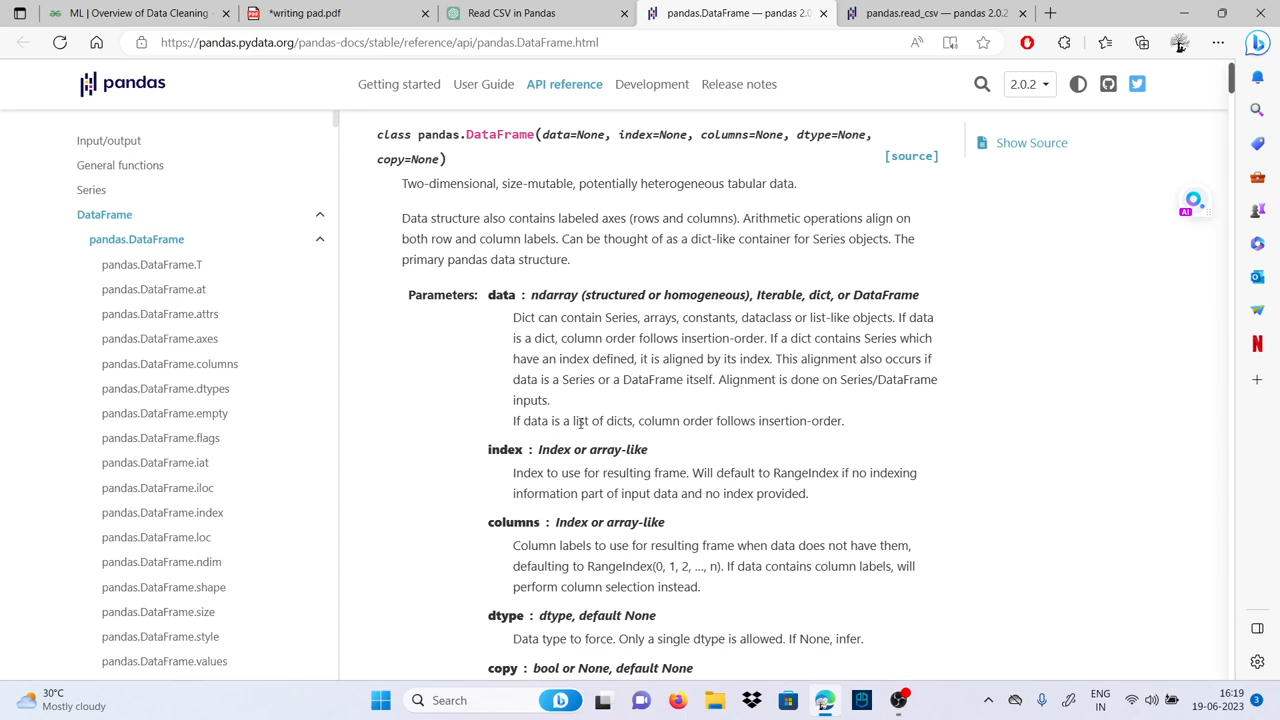 ML | Overview of Data Cleaning
*writing pad.pdf
Read CSV in Pandas
pandas.DataFrame — pandas 2.0
pandas.read_csv — pandas 2.0.2
https://pandas.pydata.org/pandas-docs/stable/reference/api/pandas.DataFrame.html
pandas
Getting started
User Guide
API reference
Development
Release notes
2.0.2
Input/output
General functions
Series
DataFrame
pandas.DataFrame
pandas.DataFrame.T
pandas.DataFrame.at
pandas.DataFrame.attrs
pandas.DataFrame.axes
pandas.DataFrame.columns
pandas.DataFrame.dtypes
pandas.DataFrame.empty
pandas.DataFrame.flags
pandas.DataFrame.iat
pandas.DataFrame.iloc
pandas.DataFrame.index
pandas.DataFrame.loc
pandas.DataFrame.ndim
pandas.DataFrame.shape
pandas.DataFrame.size
pandas.DataFrame.style
pandas.DataFrame.values
class pandas.DataFrame(data=None, index=None, columns=None, dtype=None,
copy=None)
[source]
Two-dimensional, size-mutable, potentially heterogeneous tabular data.
Data structure also contains labeled axes (rows and columns). Arithmetic operations align on
both row and column labels. Can be thought of as a dict-like container for Series objects. The
primary pandas data structure.
Parameters: data : ndarray (structured or homogeneous), Iterable, dict, or DataFrame
Dict can contain Series, arrays, constants, dataclass or list-like objects. If data
is a dict, column order follows insertion-order. If a dict contains Series which
have an index defined, it is aligned by its index. This alignment also occurs if
data is a Series or a DataFrame itself. Alignment is done on Series/DataFrame
inputs.
If data is a list of dicts, column order follows insertion-order.
index : Index or array-like
Index to use for resulting frame. Will default to RangeIndex if no indexing
information part of input data and no index provided.
columns : Index or array-like
Column labels to use for resulting frame when data does not have them,
defaulting to RangeIndex(0, 1, 2, ..., n). If data contains column labels, will
perform column selection instead.
dtype : dtype, default None
Data type to force. Only a single dtype is allowed. If None, infer.
copy : bool or None, default None
Show Source
AI
30°C
Mostly cloudy
Search
ENG
IN
16:19
19-06-2023
3